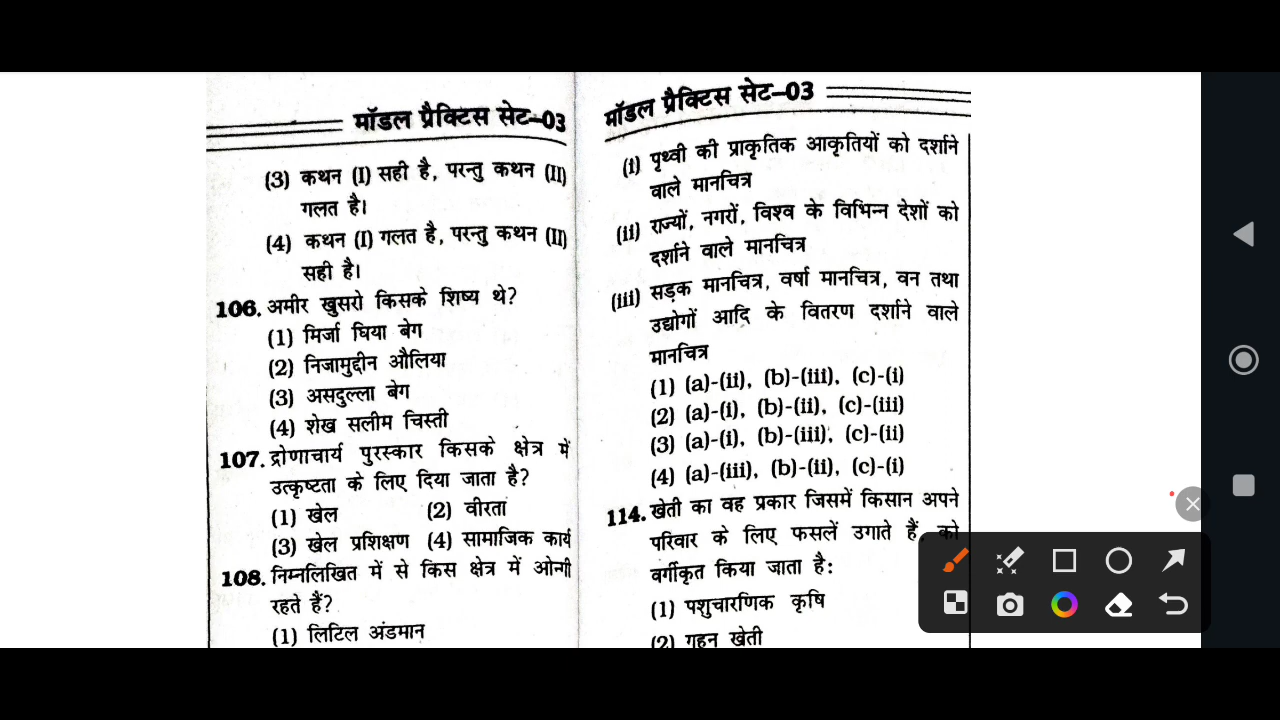 मॉडल प्रैक्टिस सेट–03
(3) कथन (I) सही है, परन्तु कथन (II)
गलत है।
(4) कथन (I) गलत है, परन्तु कथन (II)
सही है।
106. अमीर खुसरो किसके शिष्य थे?
(1) मिर्जा घिया बेग
(2) निजामुद्दीन औलिया
(3) असदुल्ला बेग
(4) शेख सलीम चिस्ती
107. द्रोणाचार्य पुरस्कार किसके क्षेत्र में
उत्कृष्टता के लिए दिया जाता है?
(1) खेल (2) वीरता
(3) खेल प्रशिक्षण (4) सामाजिक कार्य
108. निम्नलिखित में से किस क्षेत्र में ओन्गी
रहते हैं?
(1) लिटिल अंडमान
मॉडल प्रैक्टिस सेट–03
(i) पृथ्वी की प्राकृतिक आकृतियों को दर्शाने
वाले मानचित्र
(ii) राज्यों, नगरों, विश्व के विभिन्न देशों को
दर्शाने वाले मानचित्र
(iii) सड़क मानचित्र, वर्षा मानचित्र, वन तथा
उद्योगों आदि के वितरण दर्शाने वाले
मानचित्र
(1) (a)-(ii), (b)-(iii), (c)-(i)
(2) (a)-(i), (b)-(ii), (c)-(iii)
(3) (a)-(i), (b)-(iii), (c)-(ii)
(4) (a)-(iii), (b)-(ii), (c)-(i)
114. खेती का वह प्रकार जिसमें किसान अपने
परिवार के लिए फसलें उगाते हैं, को
वर्गीकृत किया जाता है:
(1) पशुचारणिक कृषि
(2) गहन खेती